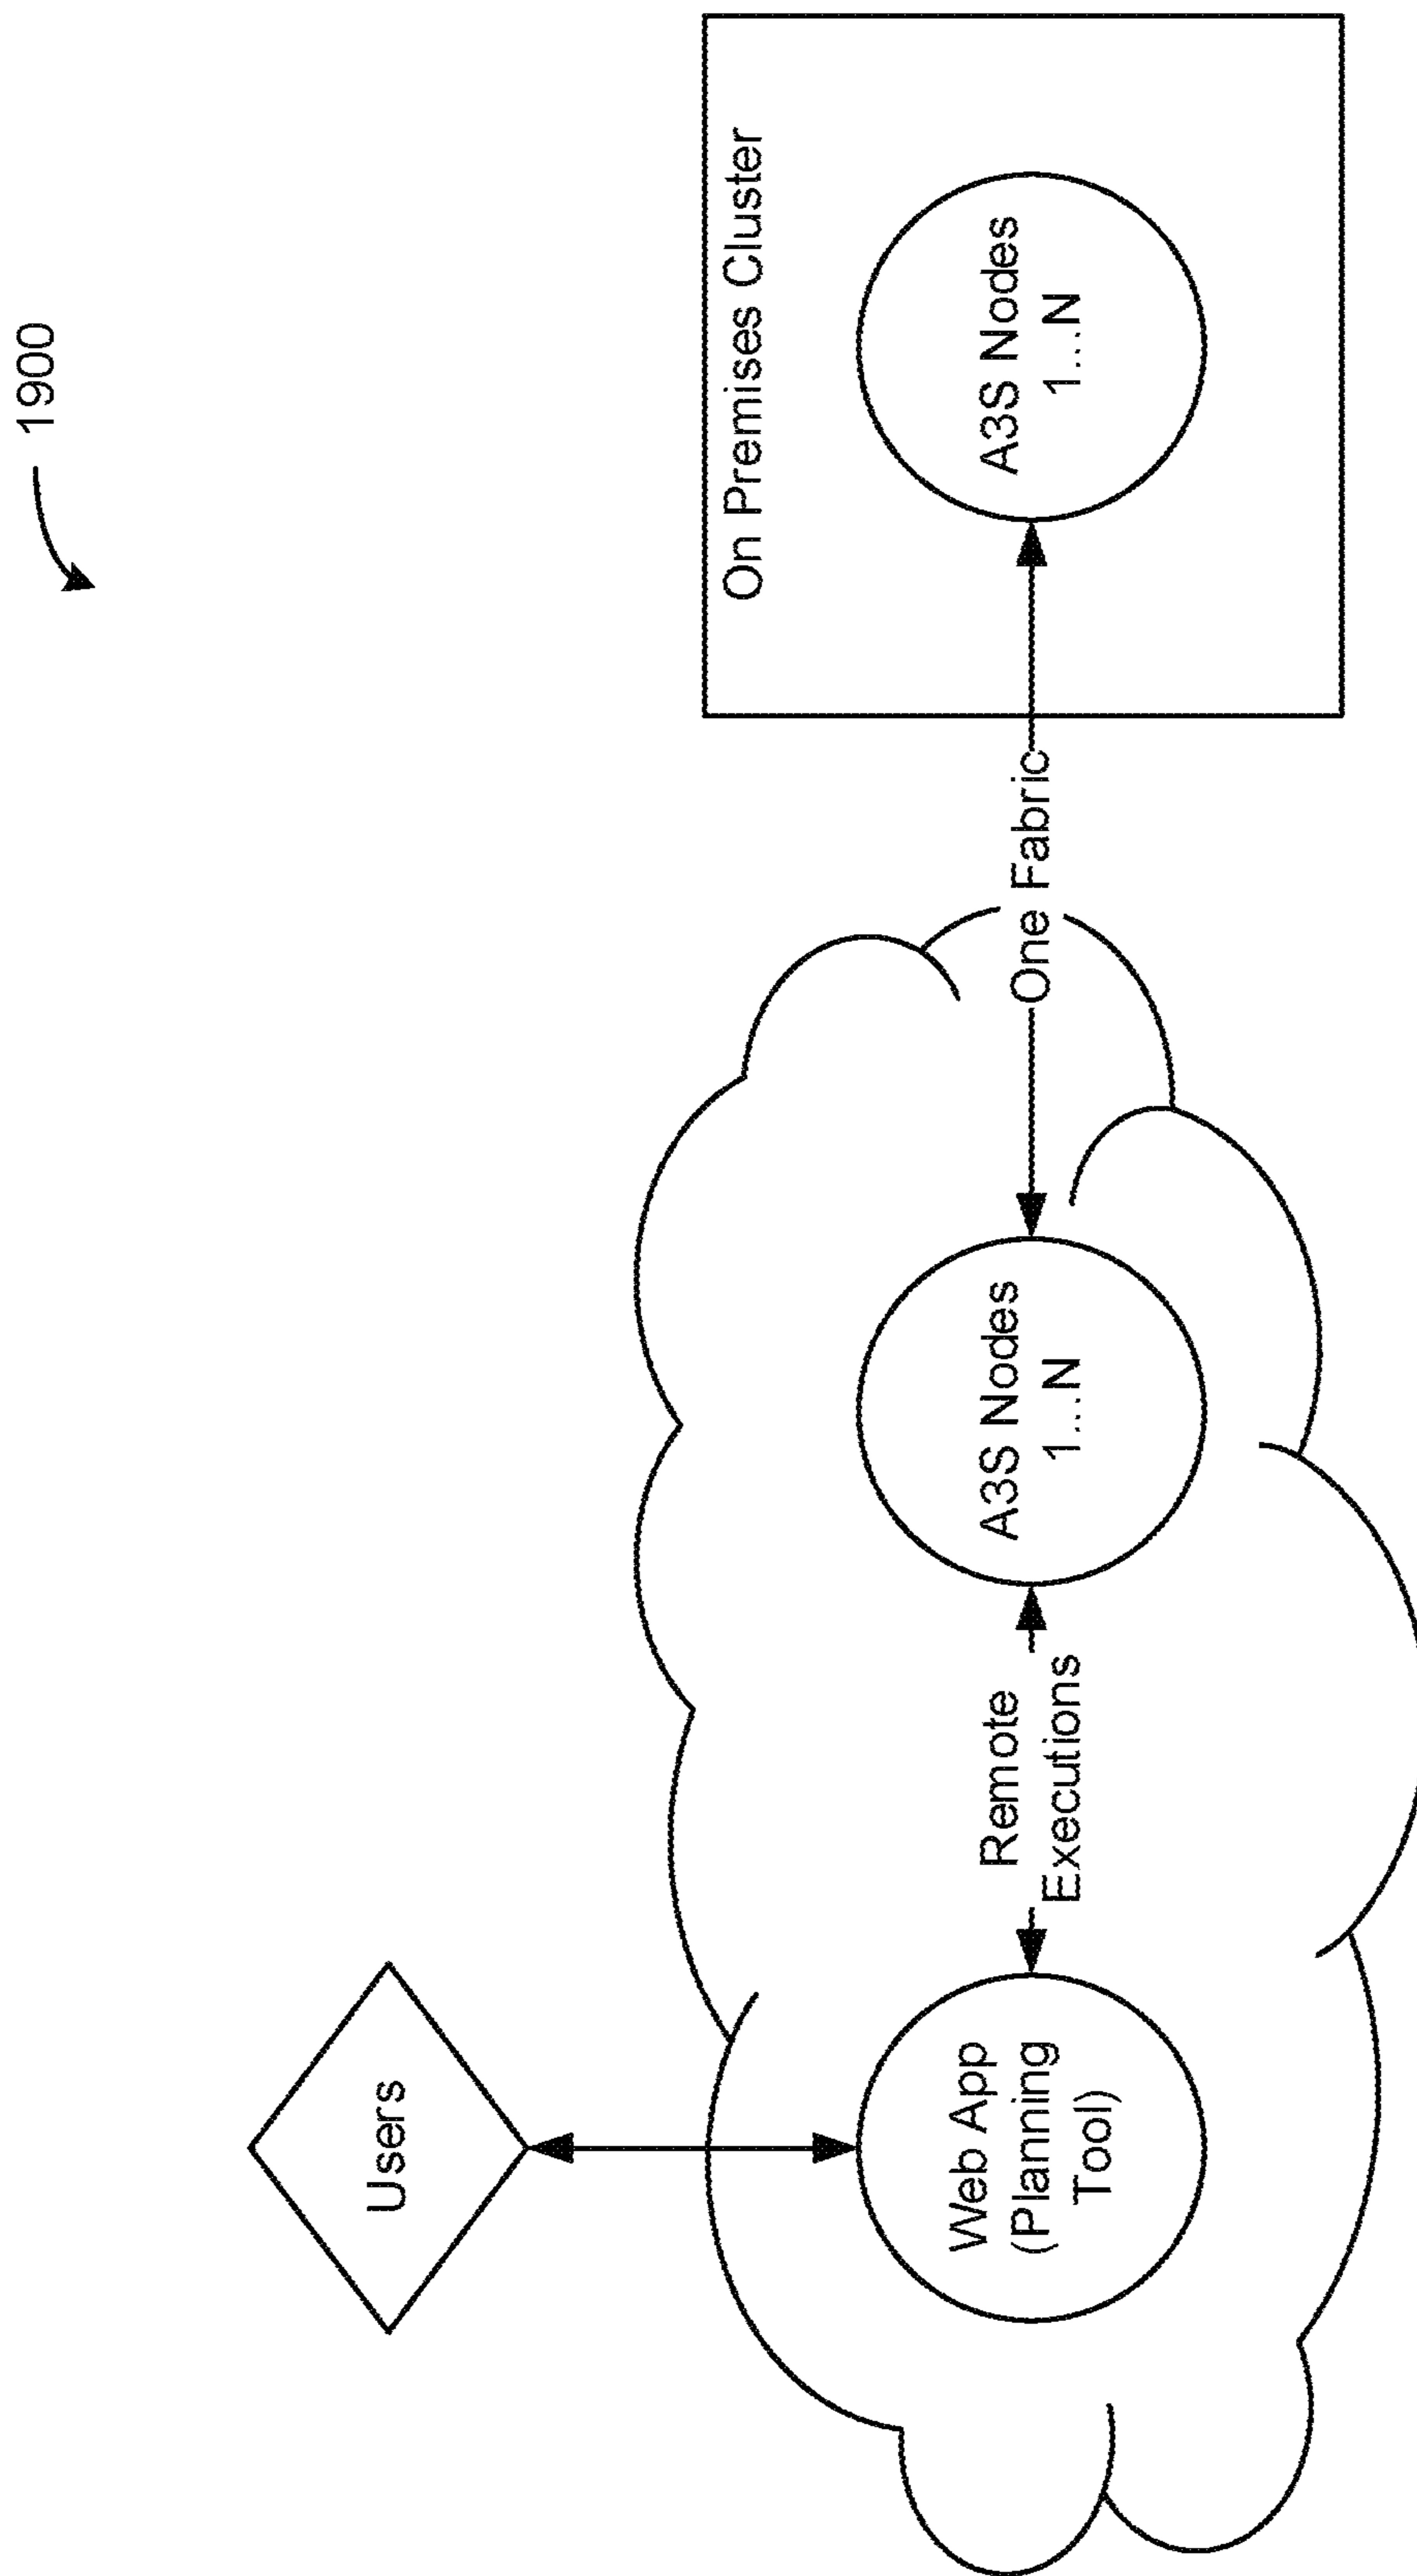 1900
Users
On Premises Cluster
Web App
(Planning
Tool)
Remote
Executions
A3S Nodes
1...N
One Fabric
A3S Nodes
1...N